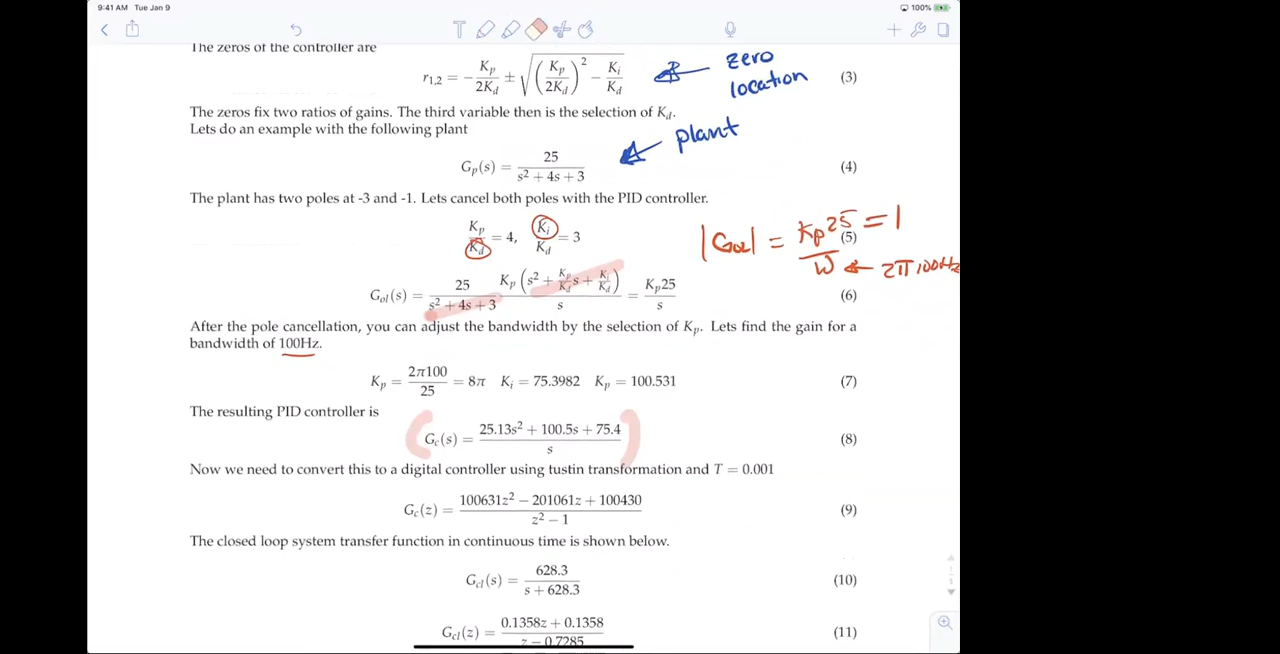 9:41 AM Tue Jan 9
100%
The zeros of the controller are
r₁,₂ = −Kp/2Kd ± √((Kp/2Kd)² − Ki/Kd) (3)
zero
location
The zeros fix two ratios of gains. The third variable then is the selection of Kd.
Lets do an example with the following plant
plant
Gp(s) = 25/(s² + 4s + 3) (4)
The plant has two poles at -3 and -1. Lets cancel both poles with the PID controller.
Kp/Kd = 4, Ki/Kd = 3 (5)
|Gol| = Kp25/W = 1
2π100Hz
Gol(s) = 25/(s² + 4s + 3) Kp(s² + Kp/Kd s + Ki/Kd)/s = Kp25/s (6)
After the pole cancellation, you can adjust the bandwidth by the selection of Kp. Lets find the gain for a
bandwidth of 100Hz.
Kp = 2π100/25 = 8π Ki = 75.3982 Kp = 100.531 (7)
The resulting PID controller is
Gc(s) = (25.13s² + 100.5s + 75.4)/s (8)
Now we need to convert this to a digital controller using tustin transformation and T = 0.001
Gc(z) = (100631z² − 201061z + 100430)/(z² − 1) (9)
The closed loop system transfer function in continuous time is shown below.
Gcl(s) = 628.3/(s + 628.3) (10)
Gcl(z) = (0.1358z + 0.1358)/(z − 0.7285) (11)